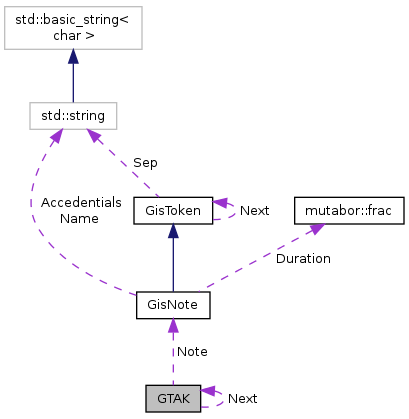 std::basic_string<
char >
std::string
Sep
Accedentials
Name
GisToken
Next
mutabor::frac
Duration
GisNote
Note
GTAK
Next